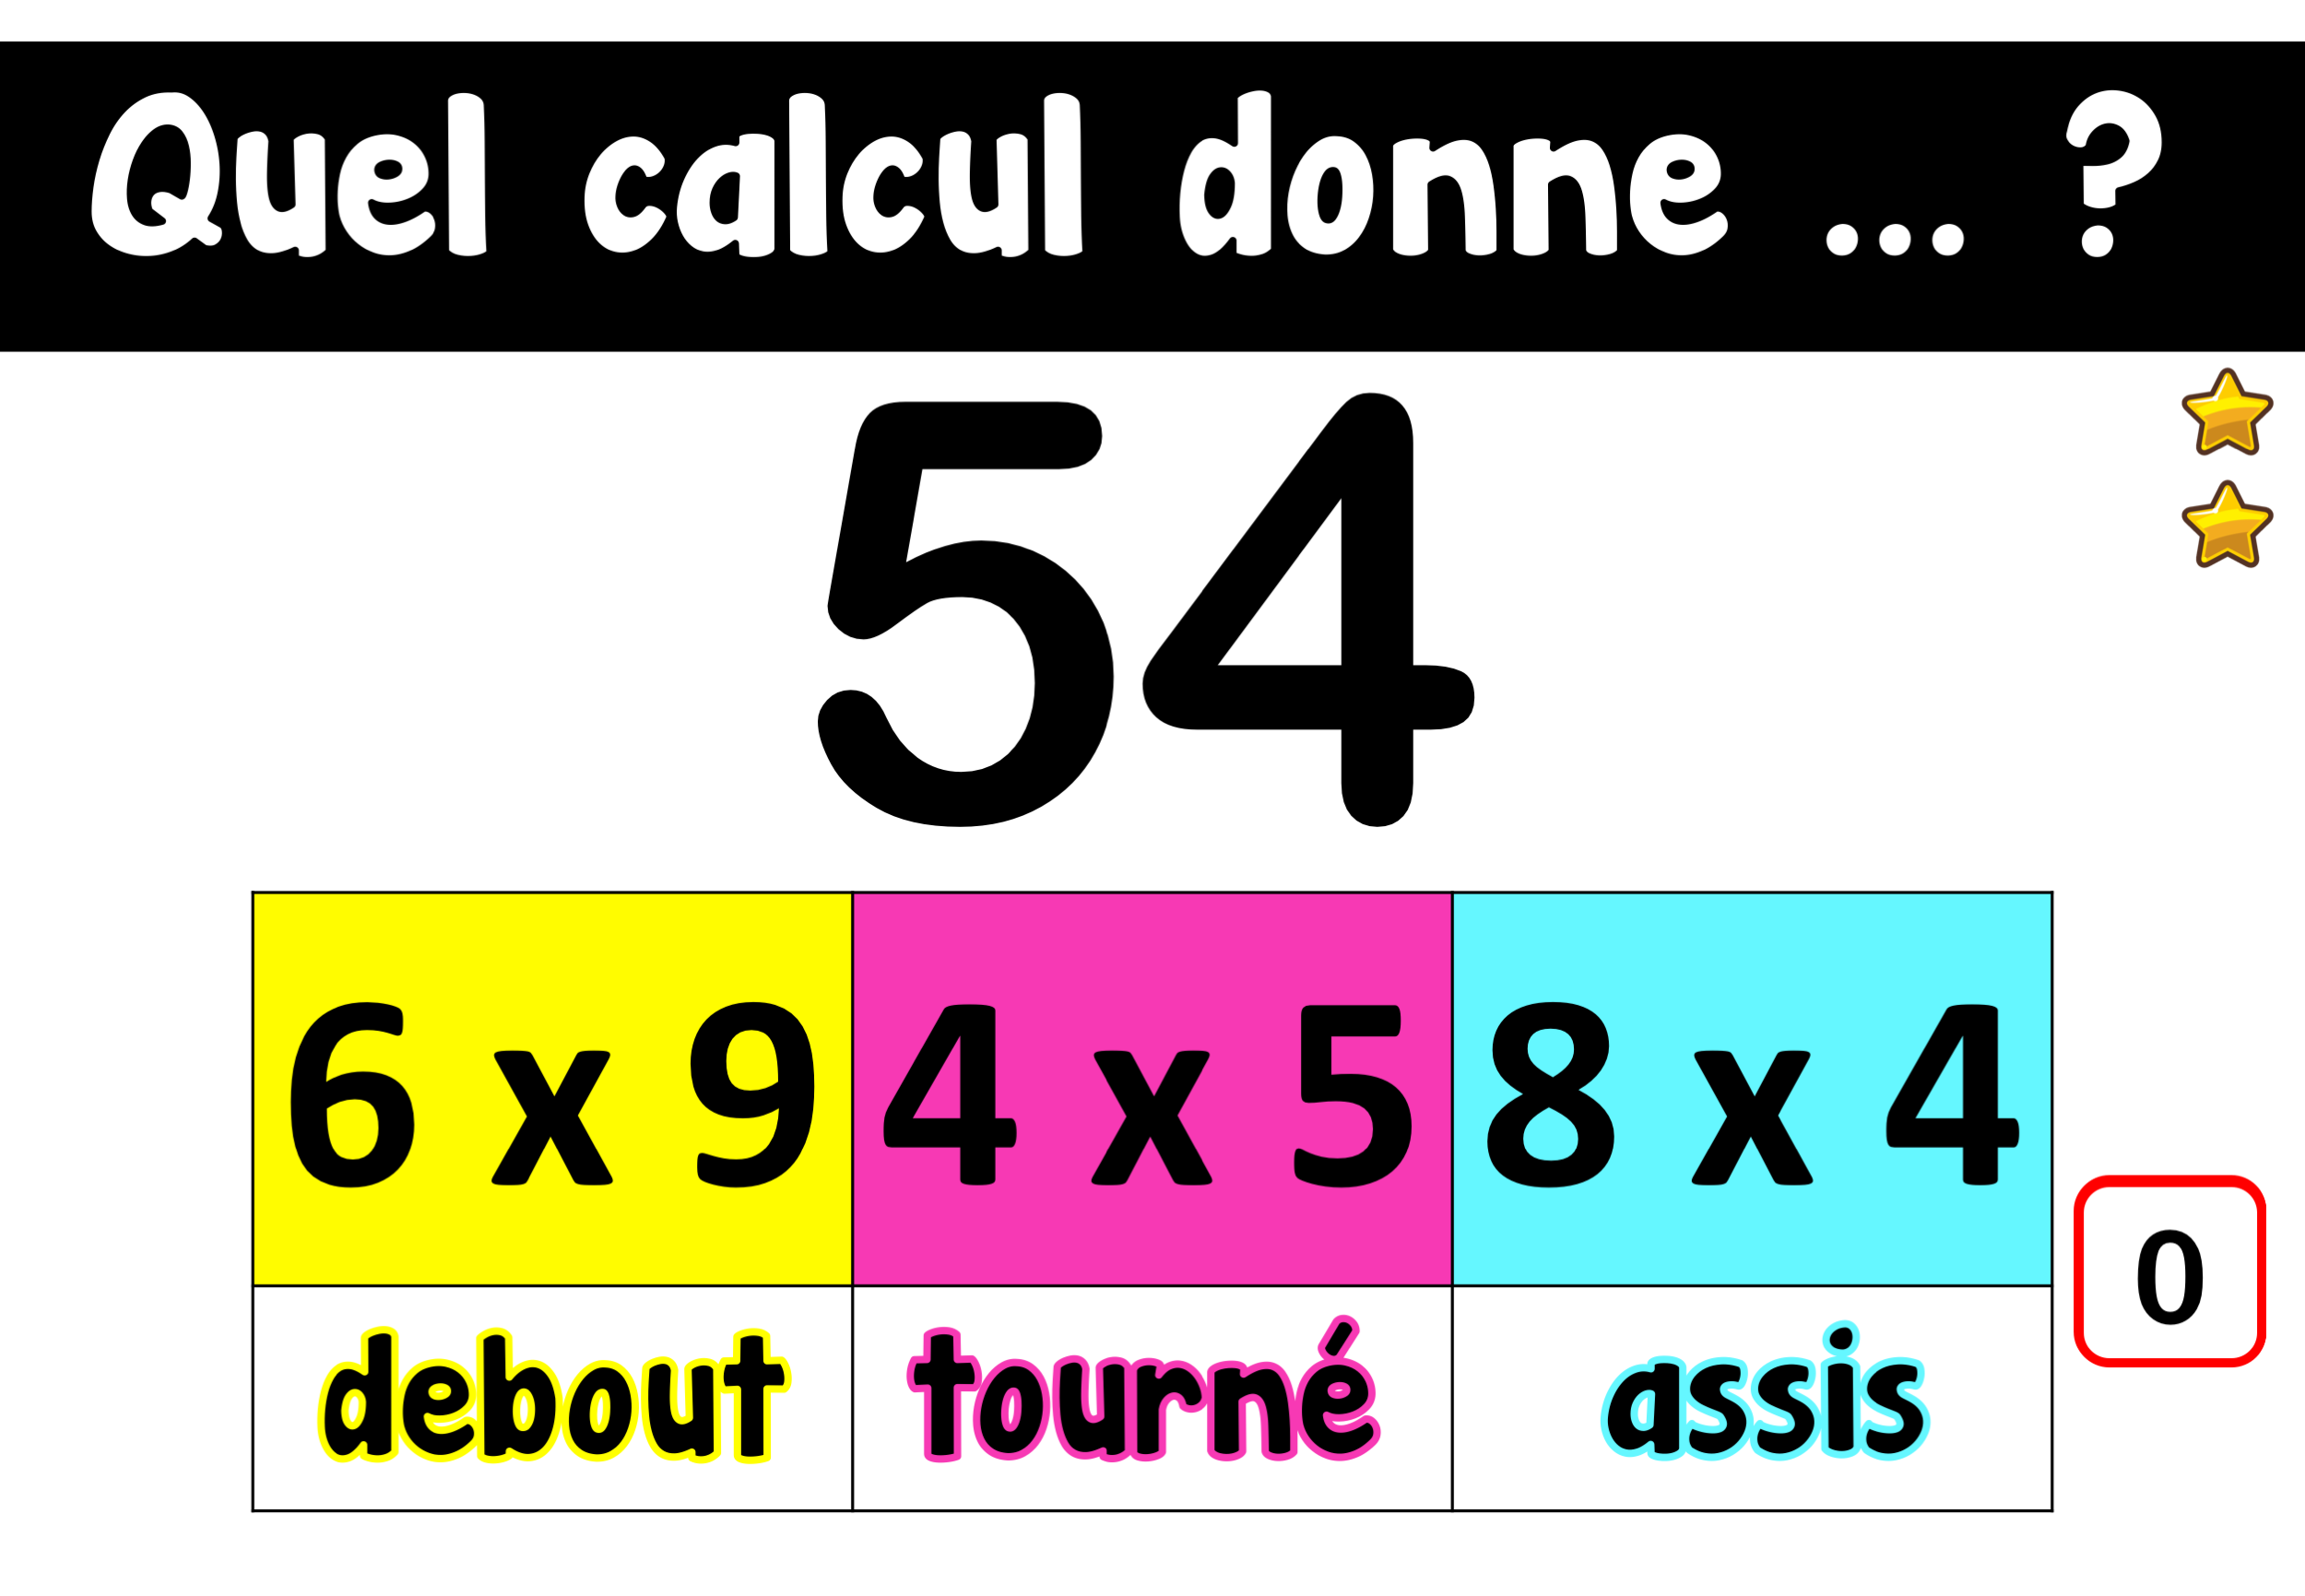 Quel calcul donne ... ?
54
6 x 9 4 x 5 8 x 4
0
debout tourné assis